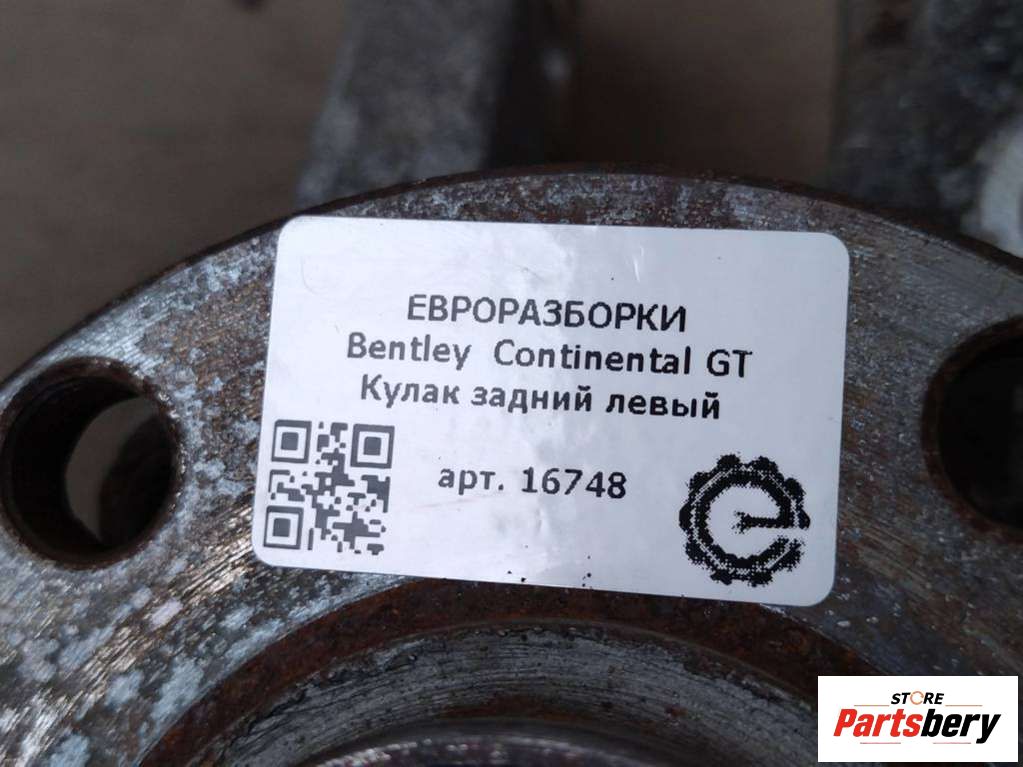 ЕВРОРАЗБОРКИ
Bentley Continental GT
Кулак задний левый
арт. 16748
STORE
Partsbery